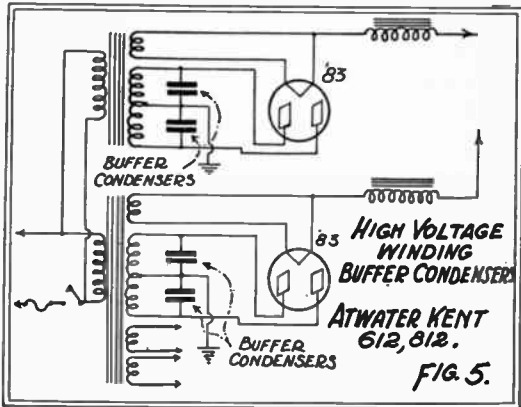 '83
BUFFER
CONDENSERS
'83
HIGH VOLTAGE
WINDING
BUFFER CONDENSERS
ATWATER KENT
612, 812.
BUFFER
CONDENSERS
FIG. 5.